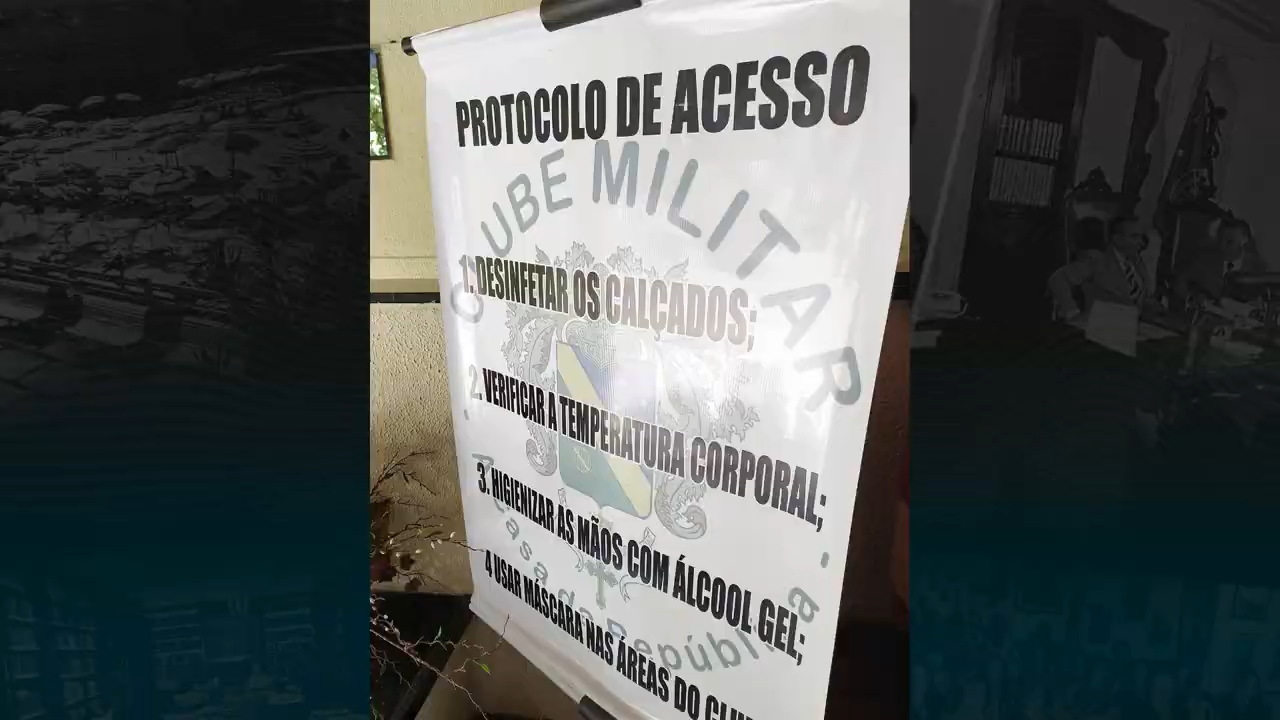 PROTOCOLO DE ACESSO
CLUBE MILITAR
1. DESINFETAR OS CALÇADOS;
2. VERIFICAR A TEMPERATURA CORPORAL;
3. HIGIENIZAR AS MÃOS COM ÁLCOOL GEL;
4 USAR MÁSCARA NAS ÁREAS DO